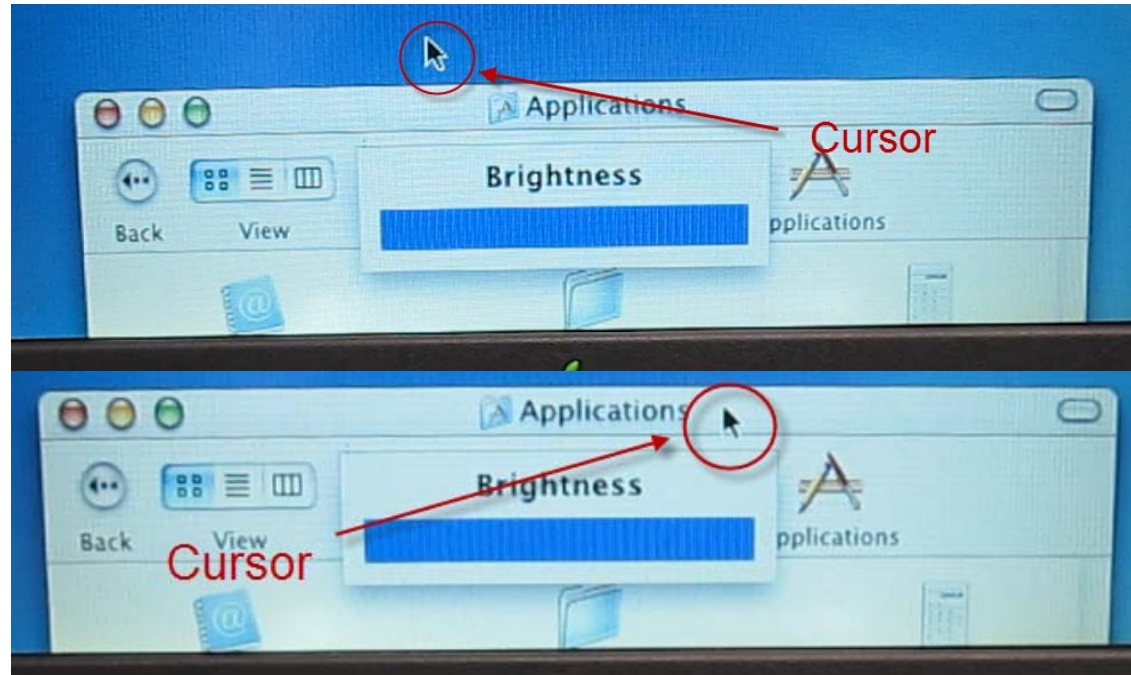 Applications
Cursor
Brightness
Back
View
pplications
@
Applications
Brightness
Back
View
pplications
Cursor
@